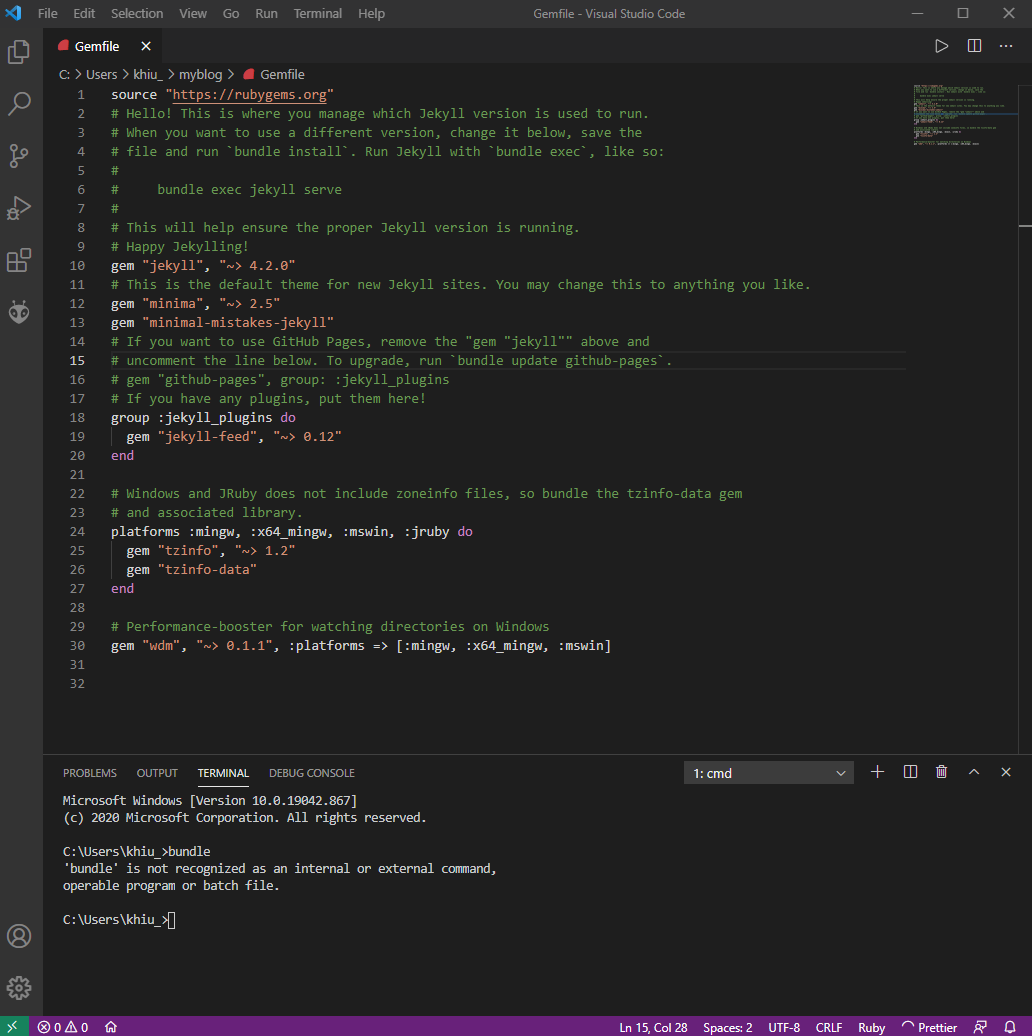 File Edit Selection View Go Run Terminal Help Gemfile - Visual Studio Code
Gemfile
C: > Users > khiu_ > myblog > Gemfile
1 source "https://rubygems.org"
2 # Hello! This is where you manage which Jekyll version is used to run.
3 # When you want to use a different version, change it below, save the
4 # file and run `bundle install`. Run Jekyll with `bundle exec`, like so:
5 #
6 #     bundle exec jekyll serve
7 #
8 # This will help ensure the proper Jekyll version is running.
9 # Happy Jekylling!
10 gem "jekyll", "~> 4.2.0"
11 # This is the default theme for new Jekyll sites. You may change this to anything you like.
12 gem "minima", "~> 2.5"
13 gem "minimal-mistakes-jekyll"
14 # If you want to use GitHub Pages, remove the "gem "jekyll"" above and
15 # uncomment the line below. To upgrade, run `bundle update github-pages`.
16 # gem "github-pages", group: :jekyll_plugins
17 # If you have any plugins, put them here!
18 group :jekyll_plugins do
19   gem "jekyll-feed", "~> 0.12"
20 end
21
22 # Windows and JRuby does not include zoneinfo files, so bundle the tzinfo-data gem
23 # and associated library.
24 platforms :mingw, :x64_mingw, :mswin, :jruby do
25   gem "tzinfo", "~> 1.2"
26   gem "tzinfo-data"
27 end
28
29 # Performance-booster for watching directories on Windows
30 gem "wdm", "~> 0.1.1", :platforms => [:mingw, :x64_mingw, :mswin]
31
32
PROBLEMS OUTPUT TERMINAL DEBUG CONSOLE 1: cmd
Microsoft Windows [Version 10.0.19042.867]
(c) 2020 Microsoft Corporation. All rights reserved.
C:\Users\khiu_>bundle
'bundle' is not recognized as an internal or external command,
operable program or batch file.
C:\Users\khiu_>
0 0 Ln 15, Col 28 Spaces: 2 UTF-8 CRLF Ruby Prettier